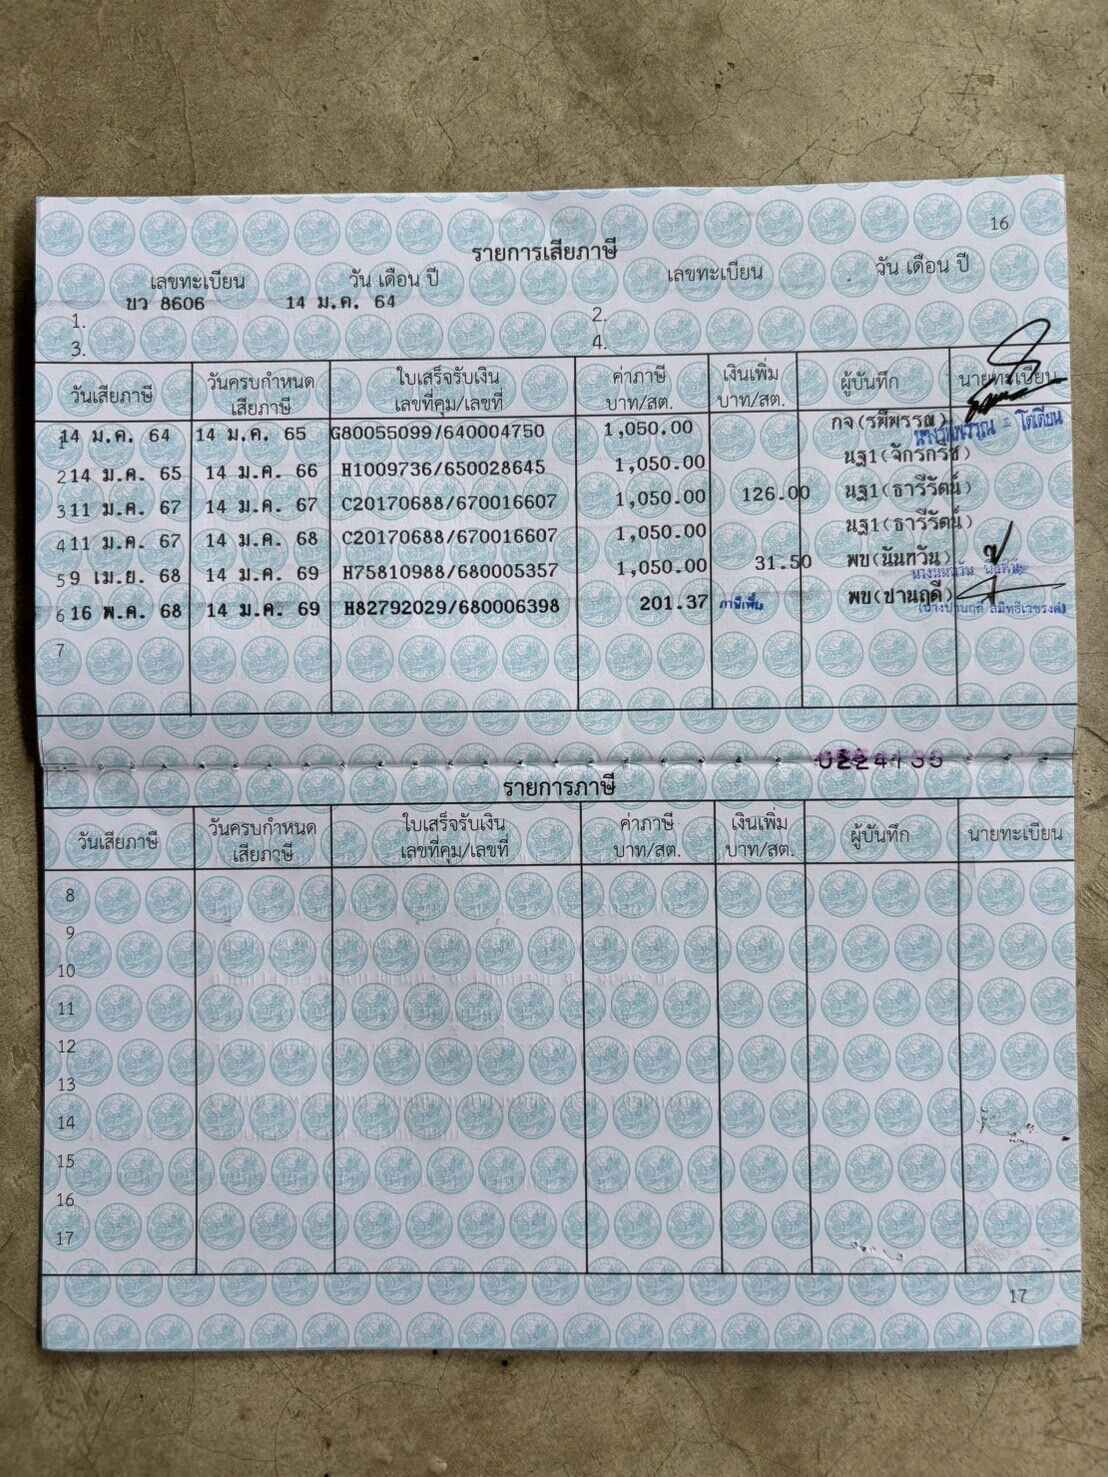 16
รายการเสียภาษี
เลขทะเบียน วัน เดือน ปี เลขทะเบียน วัน เดือน ปี
ขว 8606 14 ม.ค. 64
1. 2.
3. 4.
วันเสียภาษี วันครบกำหนดเสียภาษี ใบเสร็จรับเงิน เลขที่คุม/เลขที่ ค่าภาษี บาท/สต. เงินเพิ่ม บาท/สต. ผู้บันทึก นายทะเบียน
1 14 ม.ค. 64 14 ม.ค. 65 G80055099/640004750 1,050.00 กจ(รพีพรรณ)
2 14 ม.ค. 65 14 ม.ค. 66 H1009736/650028645 1,050.00 นฐ1(จักรกริช)
3 11 ม.ค. 67 14 ม.ค. 67 C20170688/670016607 1,050.00 126.00 นฐ1(ธารีรัตน์)
4 11 ม.ค. 67 14 ม.ค. 68 C20170688/670016607 1,050.00 นฐ1(ธารีรัตน์)
5 9 เม.ย. 68 14 ม.ค. 69 H75810988/680005357 1,050.00 31.50 พข(นัมทวัน)
6 16 พ.ค. 68 14 ม.ค. 69 H82792029/680006398 201.37 ภาษีเพิ่ม พข(ปานฤดี)
7
รายการภาษี
วันเสียภาษี วันครบกำหนดเสียภาษี ใบเสร็จรับเงิน เลขที่คุม/เลขที่ ค่าภาษี บาท/สต. เงินเพิ่ม บาท/สต. ผู้บันทึก นายทะเบียน
8
9
10
11
12
13
14
15
16
17
17